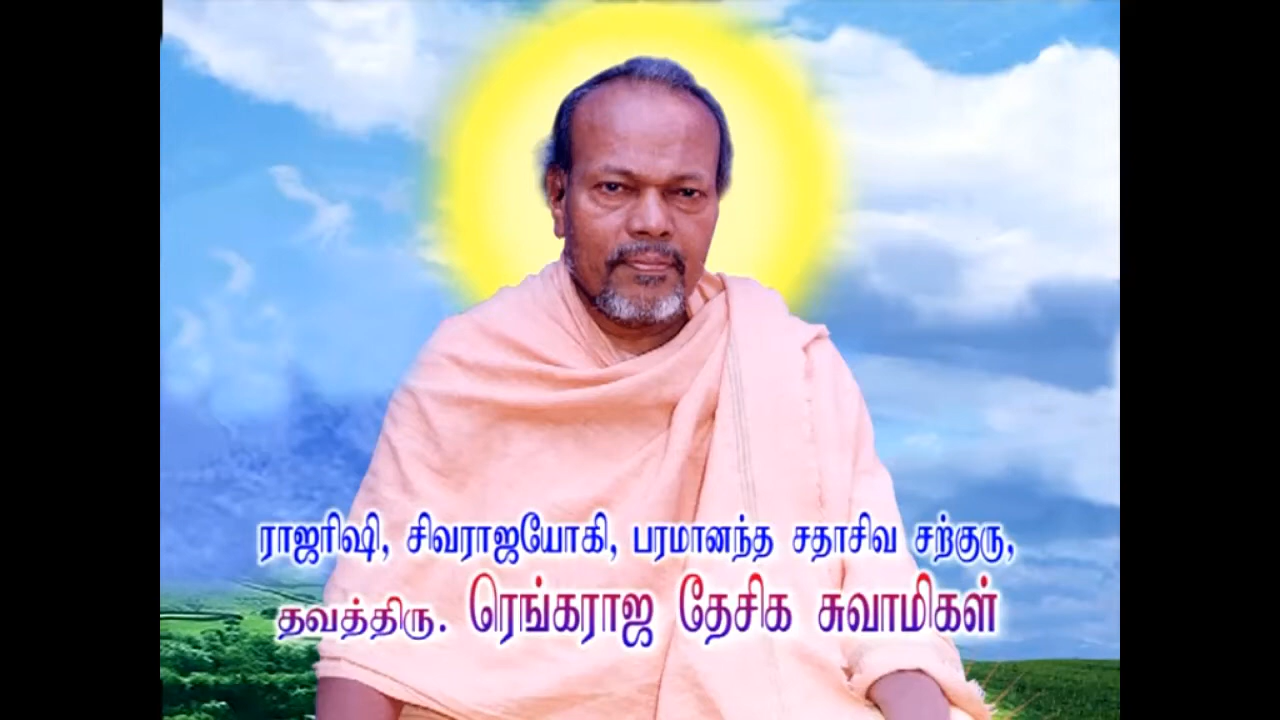 ராஜரிஷி, சிவராஜயோகி, பரமானந்த சதாசிவ சற்குரு,
தவத்திரு. ரெங்கராஜ தேசிக சுவாமிகள்